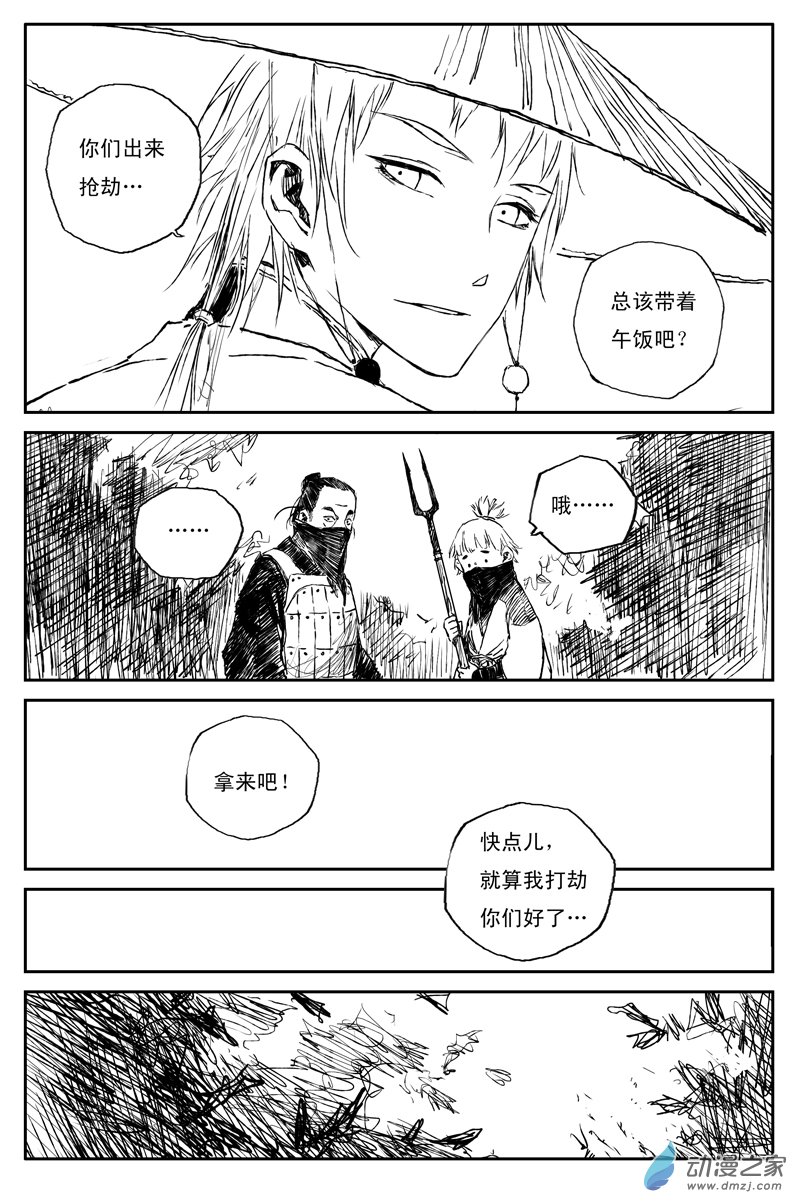 你们出来
抢劫…
总该带着
午饭吧？
……
哦……
拿来吧！
快点儿，
就算我打劫
你们好了…
动漫之家
www.dmzj.com